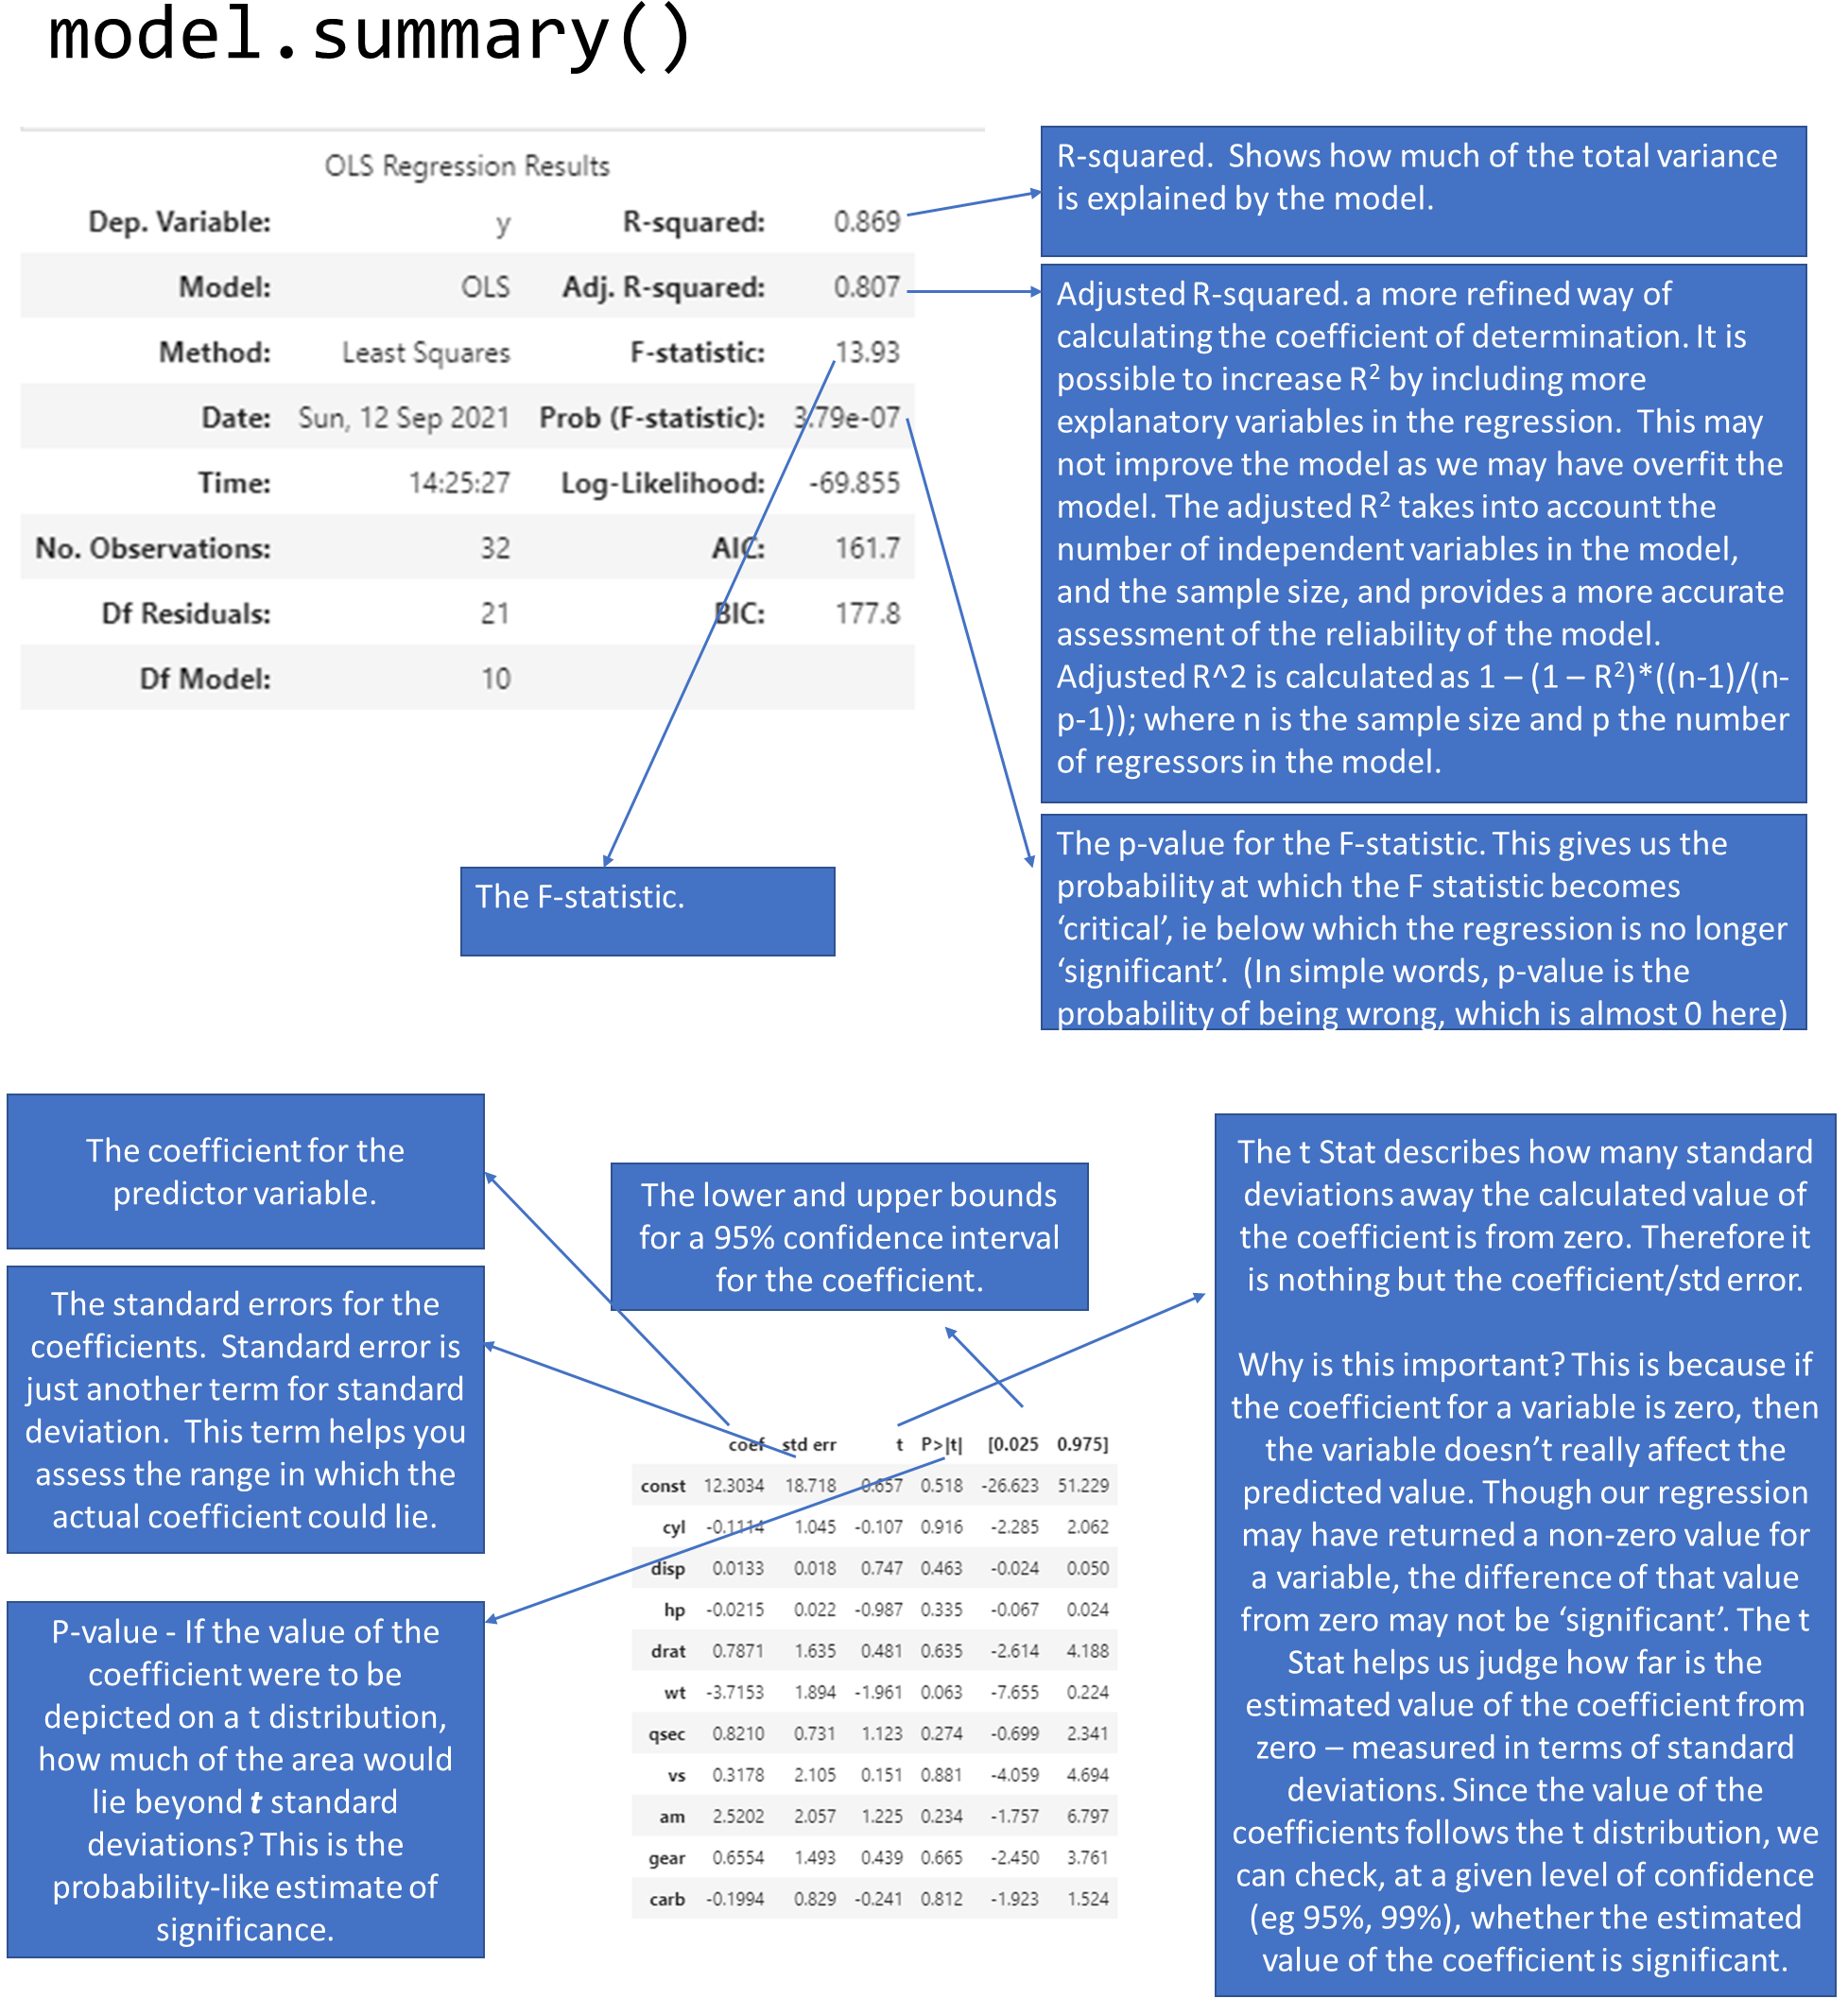 model.summary()
OLS Regression Results
Dep. Variable: y R-squared: 0.869
Model: OLS Adj. R-squared: 0.807
Method: Least Squares F-statistic: 13.93
Date: Sun, 12 Sep 2021 Prob (F-statistic): 3.79e-07
Time: 14:25:27 Log-Likelihood: -69.855
No. Observations: 32 AIC: 161.7
Df Residuals: 21 BIC: 177.8
Df Model: 10
R-squared.  Shows how much of the total variance
is explained by the model.
Adjusted R-squared. a more refined way of
calculating the coefficient of determination. It is
possible to increase R² by including more
explanatory variables in the regression.  This may
not improve the model as we may have overfit the
model. The adjusted R² takes into account the
number of independent variables in the model,
and the sample size, and provides a more accurate
assessment of the reliability of the model.
Adjusted R^2 is calculated as 1 – (1 – R²)*((n-1)/(n-
p-1)); where n is the sample size and p the number
of regressors in the model.
The p-value for the F-statistic. This gives us the
probability at which the F statistic becomes
‘critical’, ie below which the regression is no longer
‘significant’.  (In simple words, p-value is the
probability of being wrong, which is almost 0 here)
The F-statistic.
The coefficient for the
predictor variable.
The standard errors for the
coefficients.  Standard error is
just another term for standard
deviation.  This term helps you
assess the range in which the
actual coefficient could lie.
P-value - If the value of the
coefficient were to be
depicted on a t distribution,
how much of the area would
lie beyond t standard
deviations? This is the
probability-like estimate of
significance.
The lower and upper bounds
for a 95% confidence interval
for the coefficient.
coef std err t P>|t| [0.025 0.975]
const 12.3034 18.718 0.657 0.518 -26.623 51.229
cyl -0.1114 1.045 -0.107 0.916 -2.285 2.062
disp 0.0133 0.018 0.747 0.463 -0.024 0.050
hp -0.0215 0.022 -0.987 0.335 -0.067 0.024
drat 0.7871 1.635 0.481 0.635 -2.614 4.188
wt -3.7153 1.894 -1.961 0.063 -7.655 0.224
qsec 0.8210 0.731 1.123 0.274 -0.699 2.341
vs 0.3178 2.105 0.151 0.881 -4.059 4.694
am 2.5202 2.057 1.225 0.234 -1.757 6.797
gear 0.6554 1.493 0.439 0.665 -2.450 3.761
carb -0.1994 0.829 -0.241 0.812 -1.923 1.524
The t Stat describes how many standard
deviations away the calculated value of
the coefficient is from zero. Therefore it
is nothing but the coefficient/std error.
Why is this important? This is because if
the coefficient for a variable is zero, then
the variable doesn’t really affect the
predicted value. Though our regression
may have returned a non-zero value for
a variable, the difference of that value
from zero may not be ‘significant’. The t
Stat helps us judge how far is the
estimated value of the coefficient from
zero – measured in terms of standard
deviations. Since the value of the
coefficients follows the t distribution, we
can check, at a given level of confidence
(eg 95%, 99%), whether the estimated
value of the coefficient is significant.